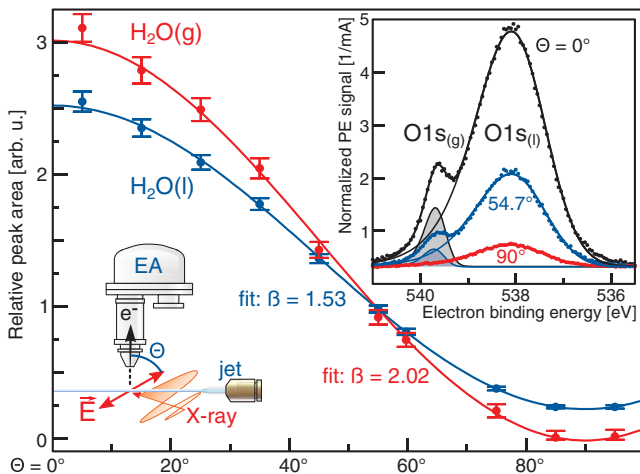 Relative peak area [arb. u.]
3
2
1
0
H₂O(g)
H₂O(l)
fit: ß = 1.53
fit: ß = 2.02
EA
e⁻
Θ
jet
E
X-ray
Θ = 0°
20°
40°
60°
80°
Normalized PE signal [1/mA]
5
4
3
2
1
Θ = 0°
O1s(g)
O1s(l)
54.7°
90°
540
538
536
Electron binding energy [eV]